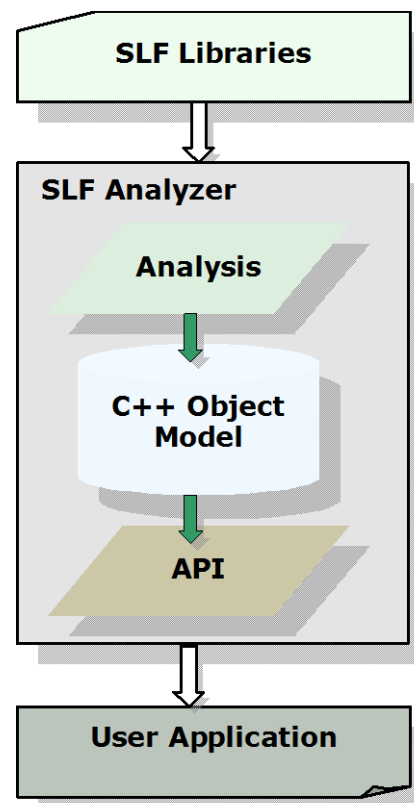 SLF Libraries
SLF Analyzer
Analysis
C++ Object
Model
API
User Application